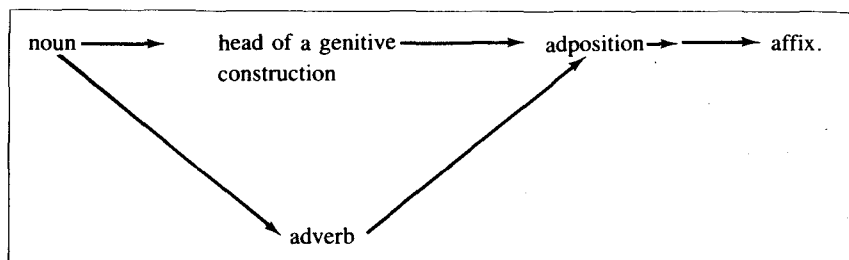 noun head of a genitive adposition affix.
construction
adverb